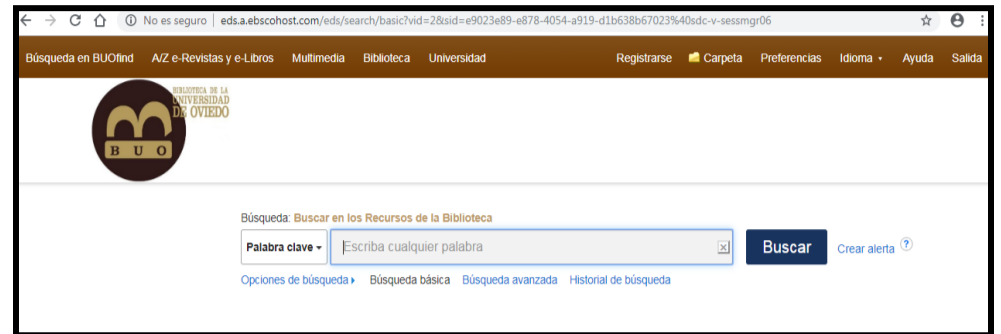 No es seguro | eds.a.ebscohost.com/eds/search/basic?vid=2&sid=e9023e89-e878-4054-a919-d1b638b67023%40sdc-v-sessmgr06
Búsqueda en BUOfind A/Z e-Revistas y e-Libros Multimedia Biblioteca Universidad Registrarse Carpeta Preferencias Idioma Ayuda Salida
BIBLIOTECA DE LA
UNIVERSIDAD
DE OVIEDO
B U O
Búsqueda: Buscar en los Recursos de la Biblioteca
Palabra clave Escriba cualquier palabra x Buscar Crear alerta ?
Opciones de búsqueda Búsqueda básica Búsqueda avanzada Historial de búsqueda